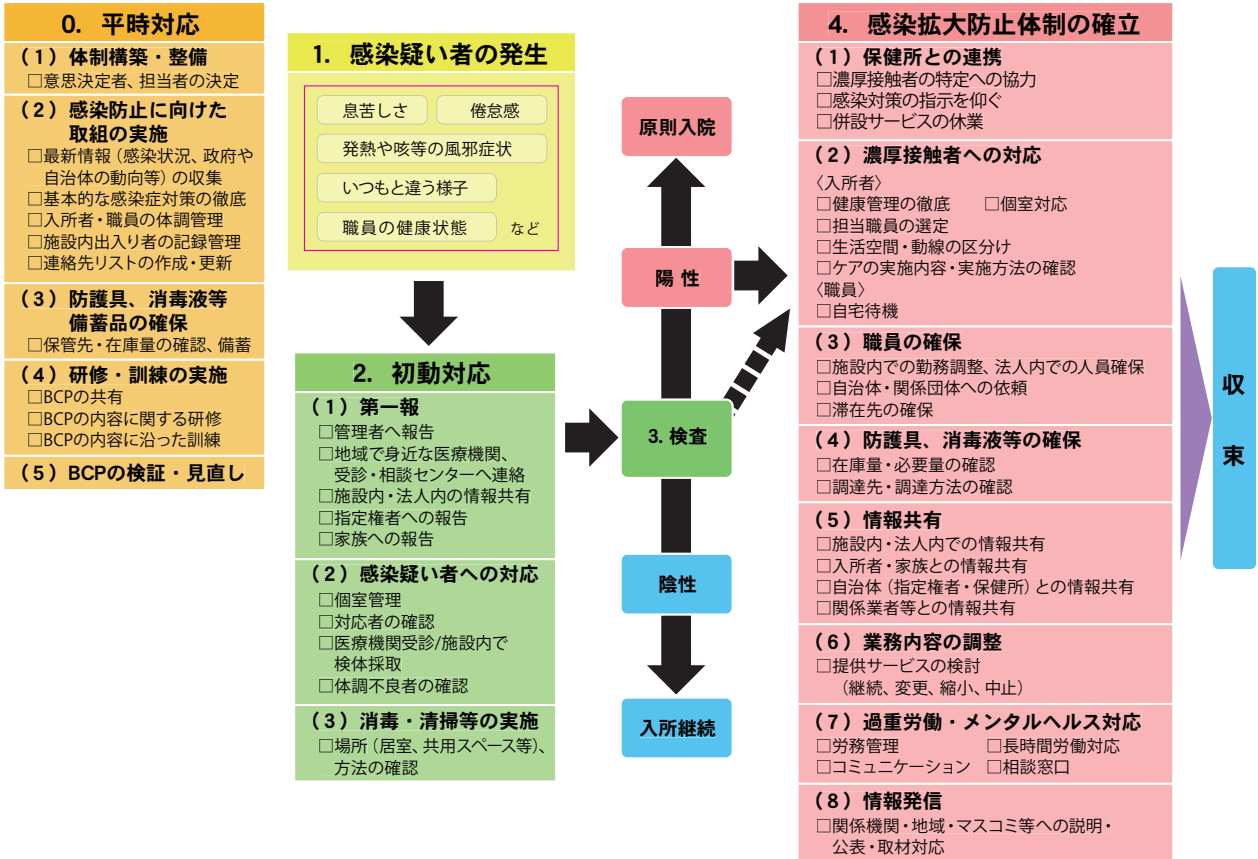 0. 平時対応
(1)体制構築・整備
□意思決定者、担当者の決定
(2)感染防止に向けた
取組の実施
□最新情報(感染状況、政府や
自治体の動向等)の収集
□基本的な感染症対策の徹底
□入所者・職員の体調管理
□施設内出入り者の記録管理
□連絡先リストの作成・更新
(3)防護具、消毒液等
備蓄品の確保
□保管先・在庫量の確認、備蓄
(4)研修・訓練の実施
□BCPの共有
□BCPの内容に関する研修
□BCPの内容に沿った訓練
(5)BCPの検証・見直し
1. 感染疑い者の発生
息苦しさ 倦怠感
発熱や咳等の風邪症状
いつもと違う様子
職員の健康状態 など
2. 初動対応
(1)第一報
□管理者へ報告
□地域で身近な医療機関、
受診・相談センターへ連絡
□施設内・法人内の情報共有
□指定権者への報告
□家族への報告
(2)感染疑い者への対応
□個室管理
□対応者の確認
□医療機関受診/施設内で
検体採取
□体調不良者の確認
(3)消毒・清掃等の実施
□場所(居室、共用スペース等)、
方法の確認
原則入院
陽性
3. 検査
陰性
入所継続
4. 感染拡大防止体制の確立
(1)保健所との連携
□濃厚接触者の特定への協力
□感染対策の指示を仰ぐ
□併設サービスの休業
(2)濃厚接触者への対応
〈入所者〉
□健康管理の徹底 □個室対応
□担当職員の選定
□生活空間・動線の区分け
□ケアの実施内容・実施方法の確認
〈職員〉
□自宅待機
(3)職員の確保
□施設内での勤務調整、法人内での人員確保
□自治体・関係団体への依頼
□滞在先の確保
(4)防護具、消毒液等の確保
□在庫量・必要量の確認
□調達先・調達方法の確認
(5)情報共有
□施設内・法人内での情報共有
□入所者・家族との情報共有
□自治体(指定権者・保健所)との情報共有
□関係業者等との情報共有
(6)業務内容の調整
□提供サービスの検討
(継続、変更、縮小、中止)
(7)過重労働・メンタルヘルス対応
□労務管理 □長時間労働対応
□コミュニケーション □相談窓口
(8)情報発信
□関係機関・地域・マスコミ等への説明・
公表・取材対応
収束